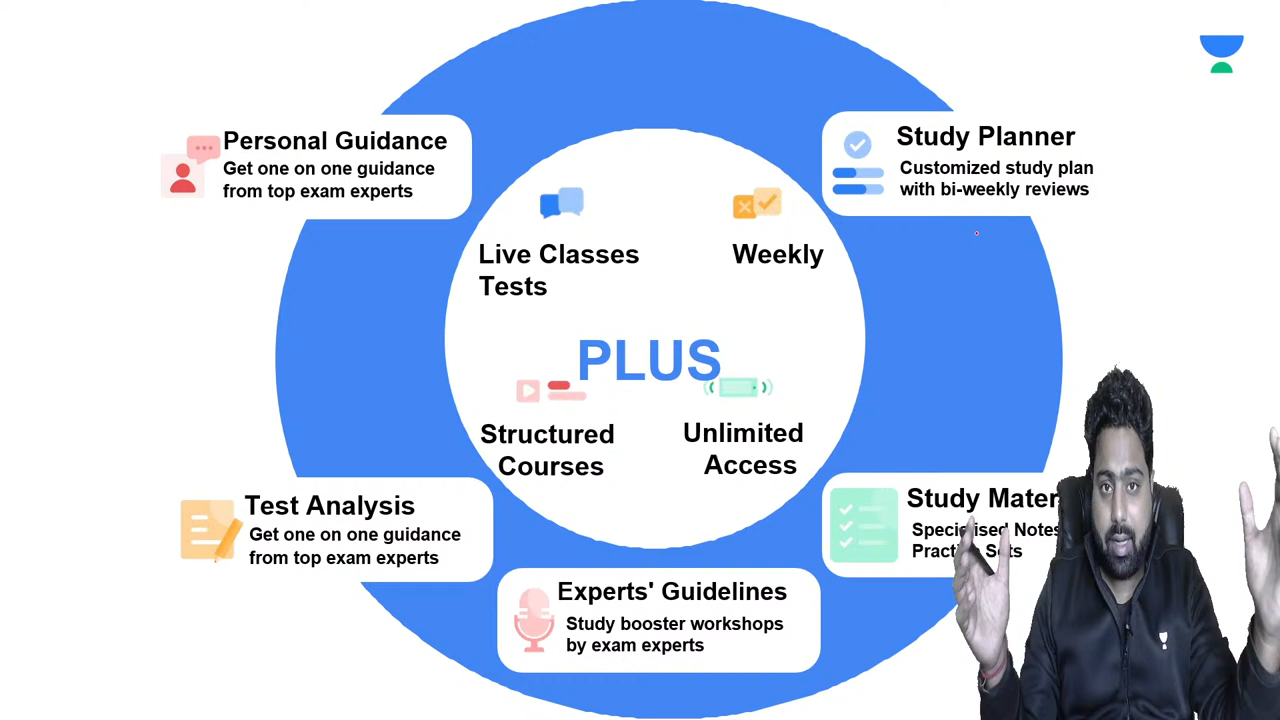 Personal Guidance
Get one on one guidance
from top exam experts
Study Planner
Customized study plan
with bi-weekly reviews
Live Classes
Tests
Weekly
PLUS
Structured
Courses
Unlimited
Access
Test Analysis
Get one on one guidance
from top exam experts
Study
Notes
Experts' Guidelines
Study booster workshops
by exam experts